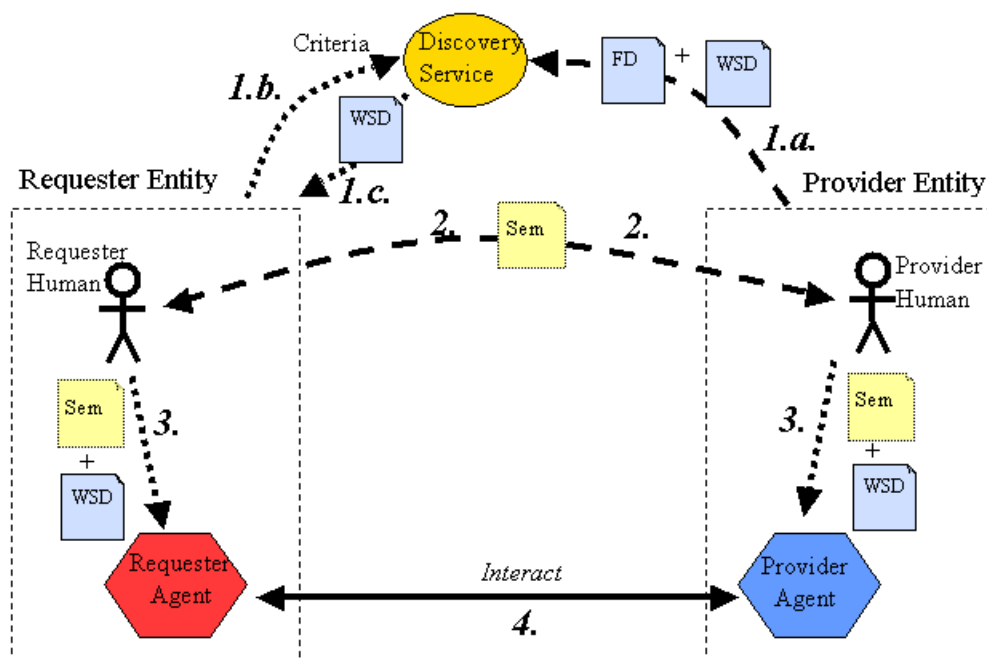 Criteria
Discovery
Service
FD
+
WSD
1.b.
WSD
1.a.
1.c.
Requester Entity
Provider Entity
2.
Sem
2.
Requester
Human
Provider
Human
Sem
3.
+
WSD
3.
Sem
+
WSD
Requester
Agent
Interact
4.
Provider
Agent